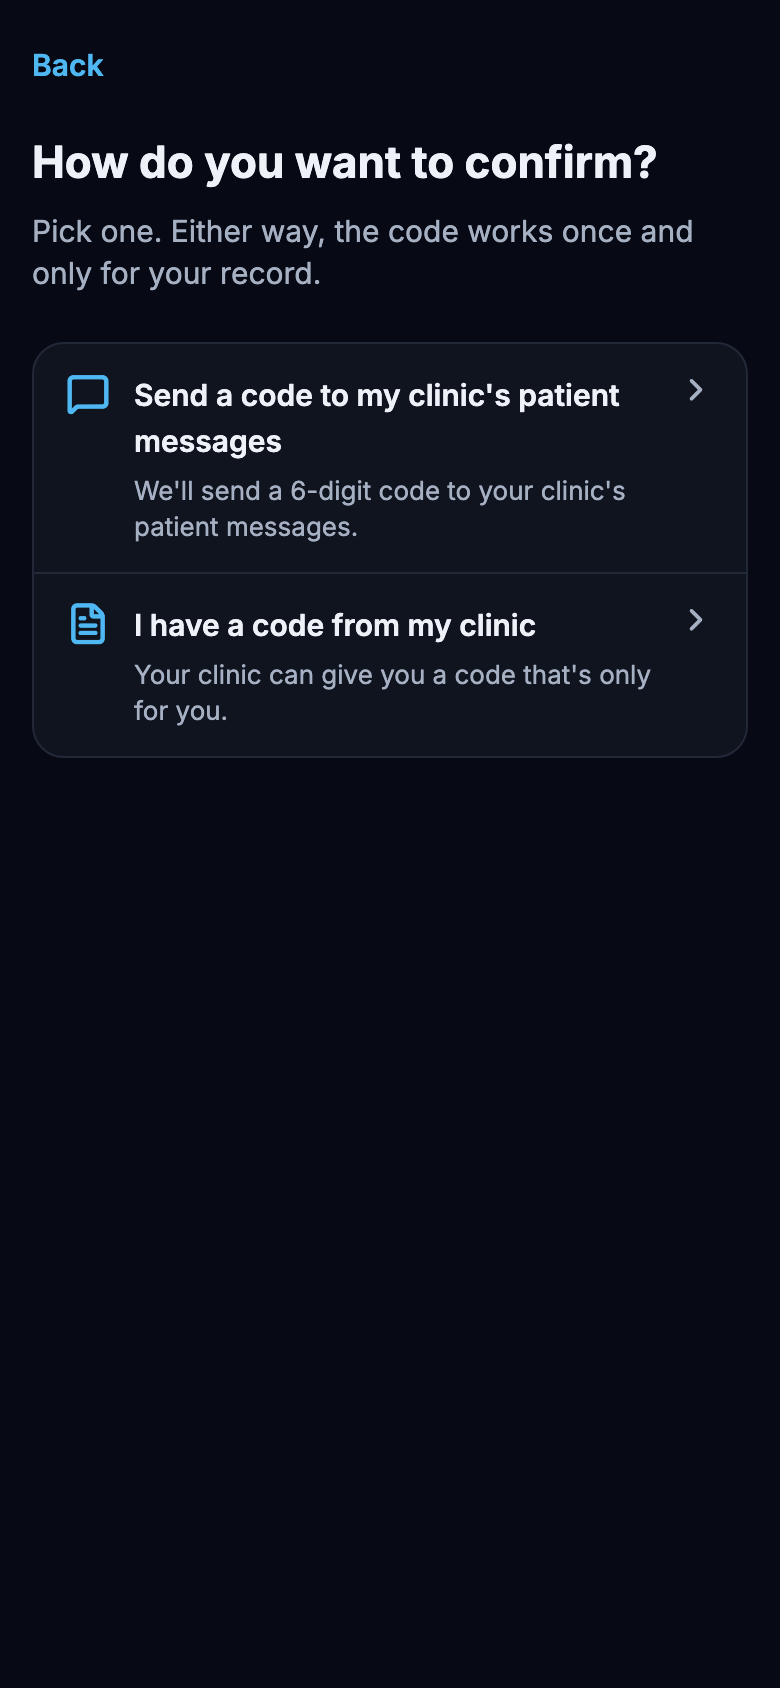 Back
How do you want to confirm?
Pick one. Either way, the code works once and
only for your record.
Send a code to my clinic's patient
messages
We'll send a 6-digit code to your clinic's
patient messages.
I have a code from my clinic
Your clinic can give you a code that's only
for you.